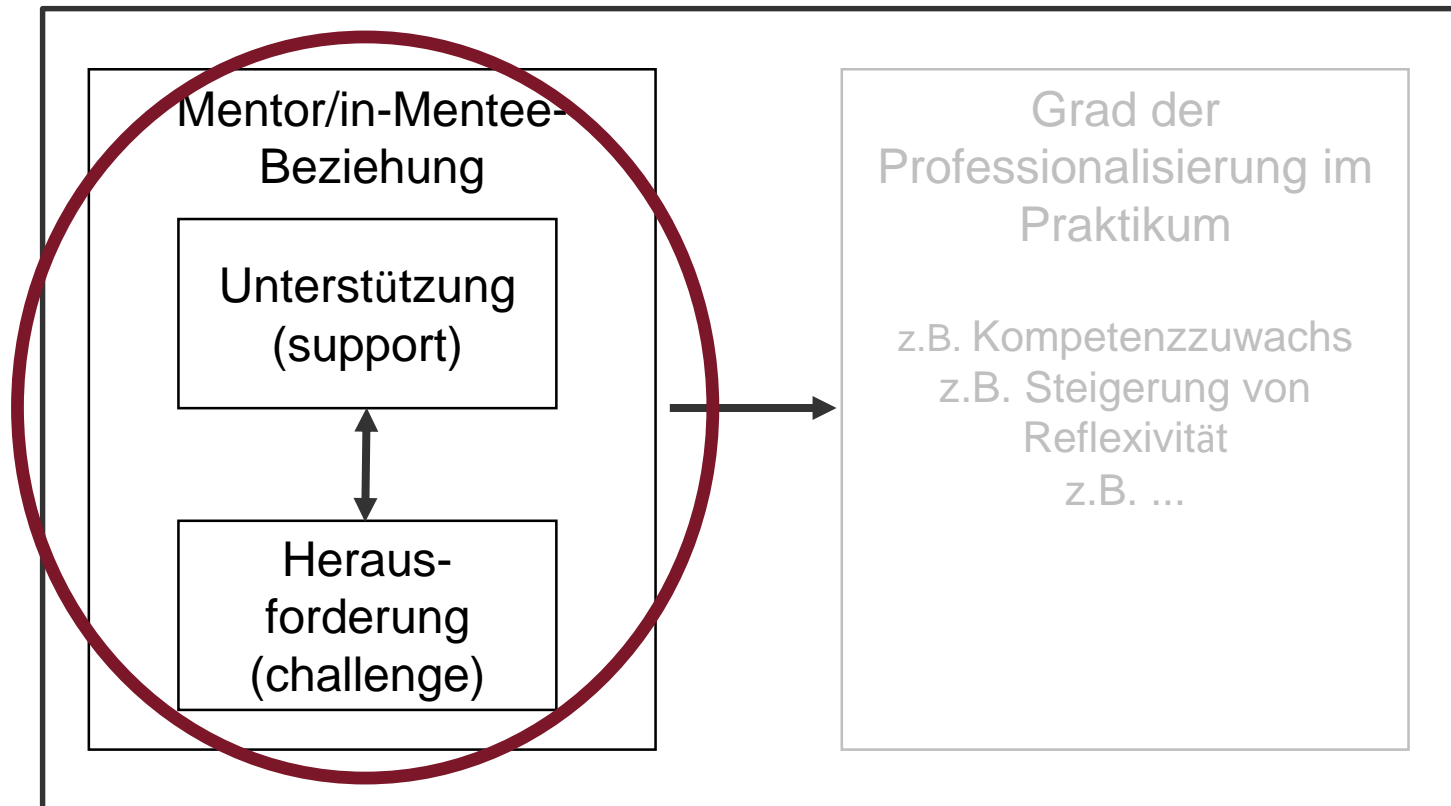 Mentor/in-Mentee-
Beziehung
Unterstützung
(support)
Heraus-
forderung
(challenge)
Grad der
Professionalisierung im
Praktikum
z.B. Kompetenzzuwachs
z.B. Steigerung von
Reflexivität
z.B. ...